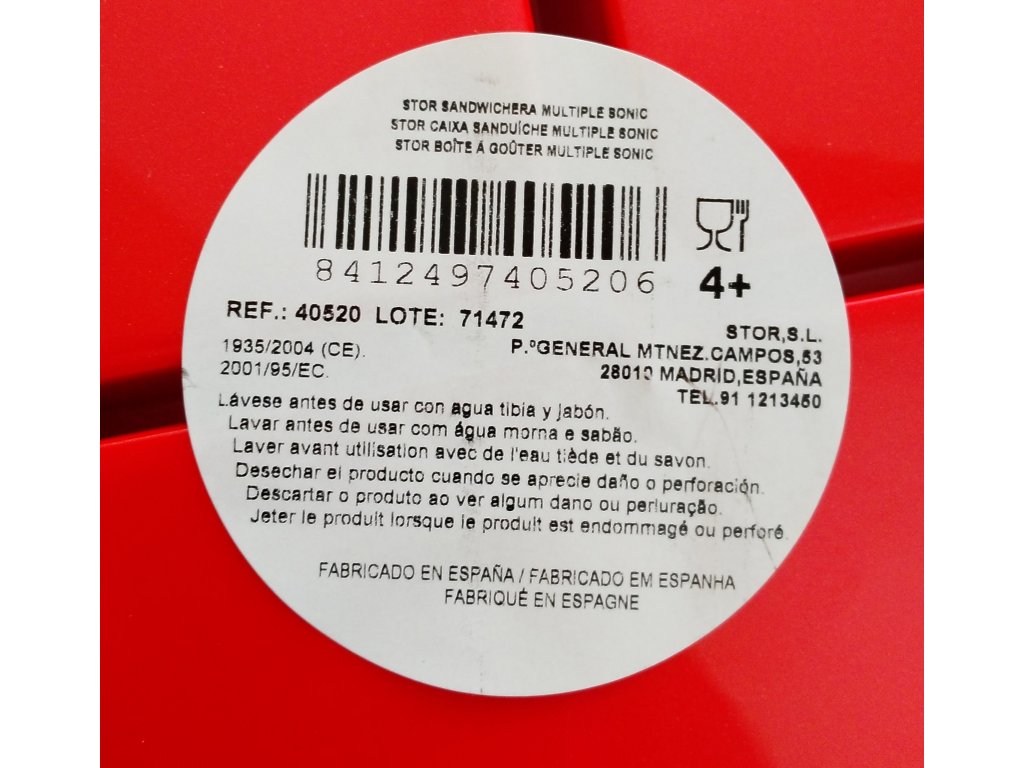 STOR SANDWICHERA MULTIPLE SONIC
STOR CAIXA SANDUÍCHE MULTIPLE SONIC
STOR BOÎTE À GOÛTER MULTIPLE SONIC
8412497405206
4+
REF.: 40520 LOTE: 71472
STOR,S.L.
1935/2004 (CE).
P.ºGENERAL MTNEZ.CAMPOS,53
2001/95/EC.
28010 MADRID,ESPAÑA
TEL.91 1213450
Lávese antes de usar con agua tibia y jabón.
Lavar antes de usar com água morna e sabão.
Laver avant utilisation avec de l'eau tiède et du savon.
Desechar el producto cuando se aprecie daño o perforación.
Descartar o produto ao ver algum dano ou perfuração.
Jeter le produit lorsque le produit est endommagé ou perforé.
FABRICADO EN ESPAÑA / FABRICADO EM ESPANHA
FABRIQUÉ EN ESPAGNE